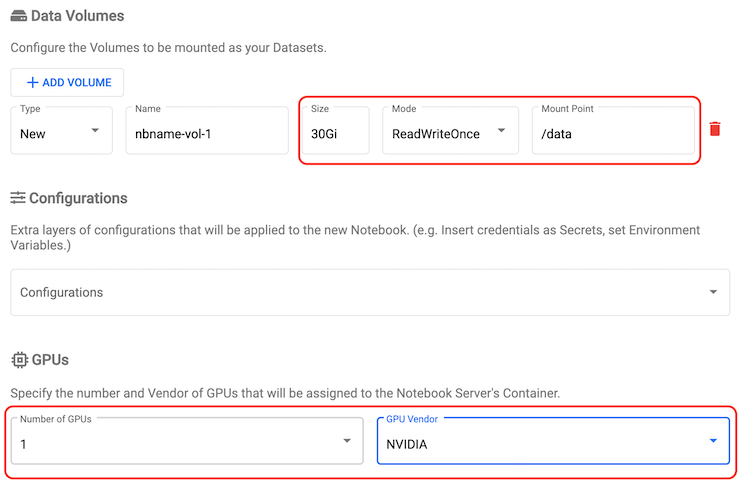 Data Volumes
Configure the Volumes to be mounted as your Datasets.
ADD VOLUME
Type
New
Name
nbname-vol-1
Size
30Gi
Mode
ReadWriteOnce
Mount Point
/data
Configurations
Extra layers of configurations that will be applied to the new Notebook. (e.g. Insert credentials as Secrets, set Environment
Variables.)
Configurations
GPUs
Specify the number and Vendor of GPUs that will be assigned to the Notebook Server's Container.
Number of GPUs
1
GPU Vendor
NVIDIA